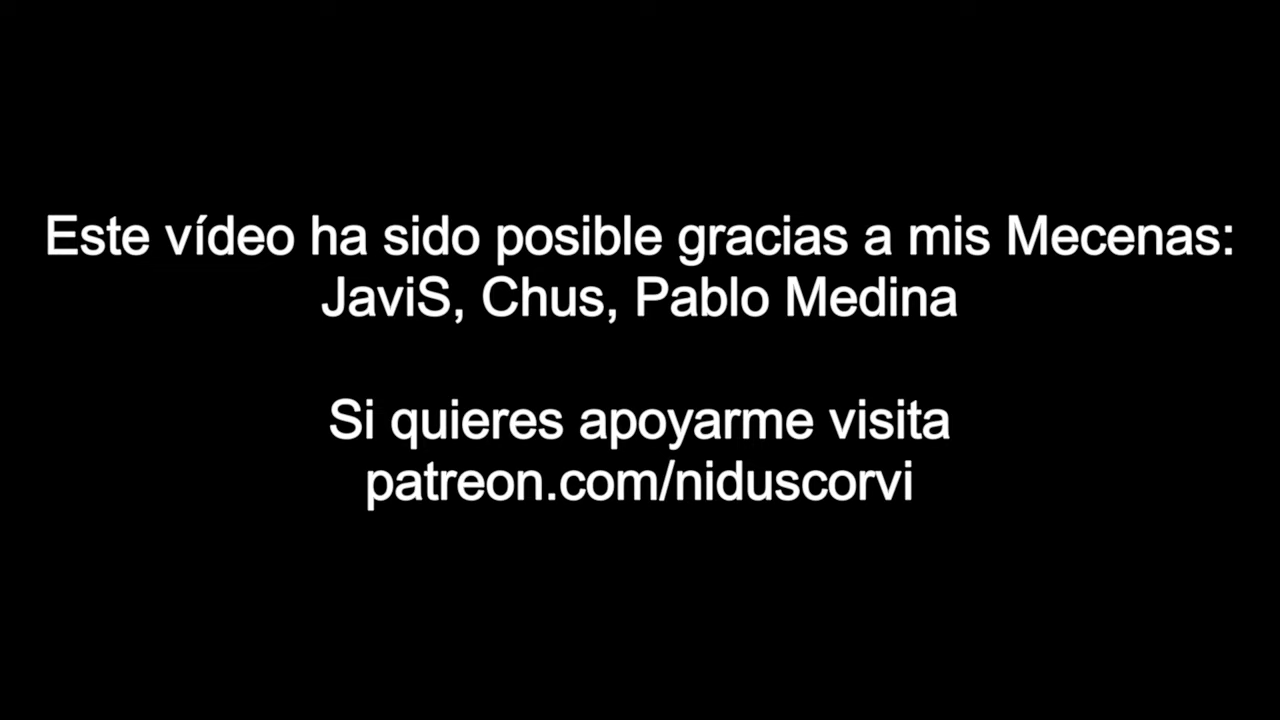 Este vídeo ha sido posible gracias a mis Mecenas:
JaviS, Chus, Pablo Medina
Si quieres apoyarme visita
patreon.com/niduscorvi